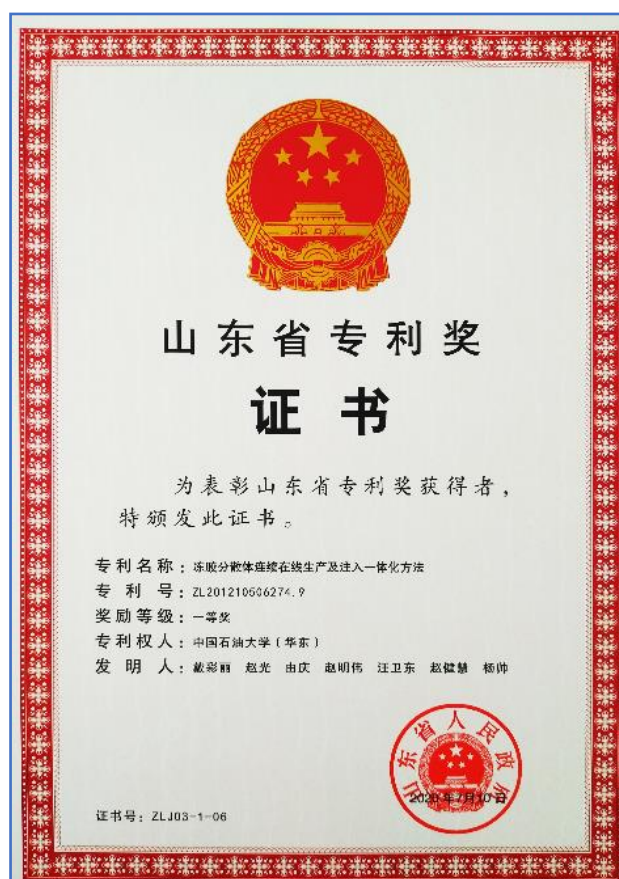 山东省专利奖
证书
为表彰山东省专利奖获得者，
特颁发此证书。
专利名称：冻胶分散体连续在线生产及注入一体化方法
专 利 号：ZL201210506274.9
奖励等级：一等奖
专利权人：中国石油大学（华东）
发 明 人：戴彩丽 赵光 由庆 赵明伟 汪卫东 赵健慧 杨帅
山东省人民政府
2020年7月10日
证书号：ZLJ03-1-06